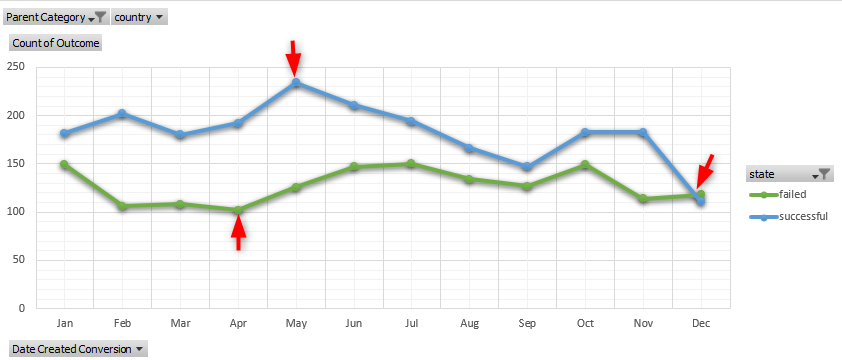 Parent Category country
Count of Outcome
250
200
150
100
50
0
Jan Feb Mar Apr May Jun Jul Aug Sep Oct Nov Dec
state
failed
successful
Date Created Conversion